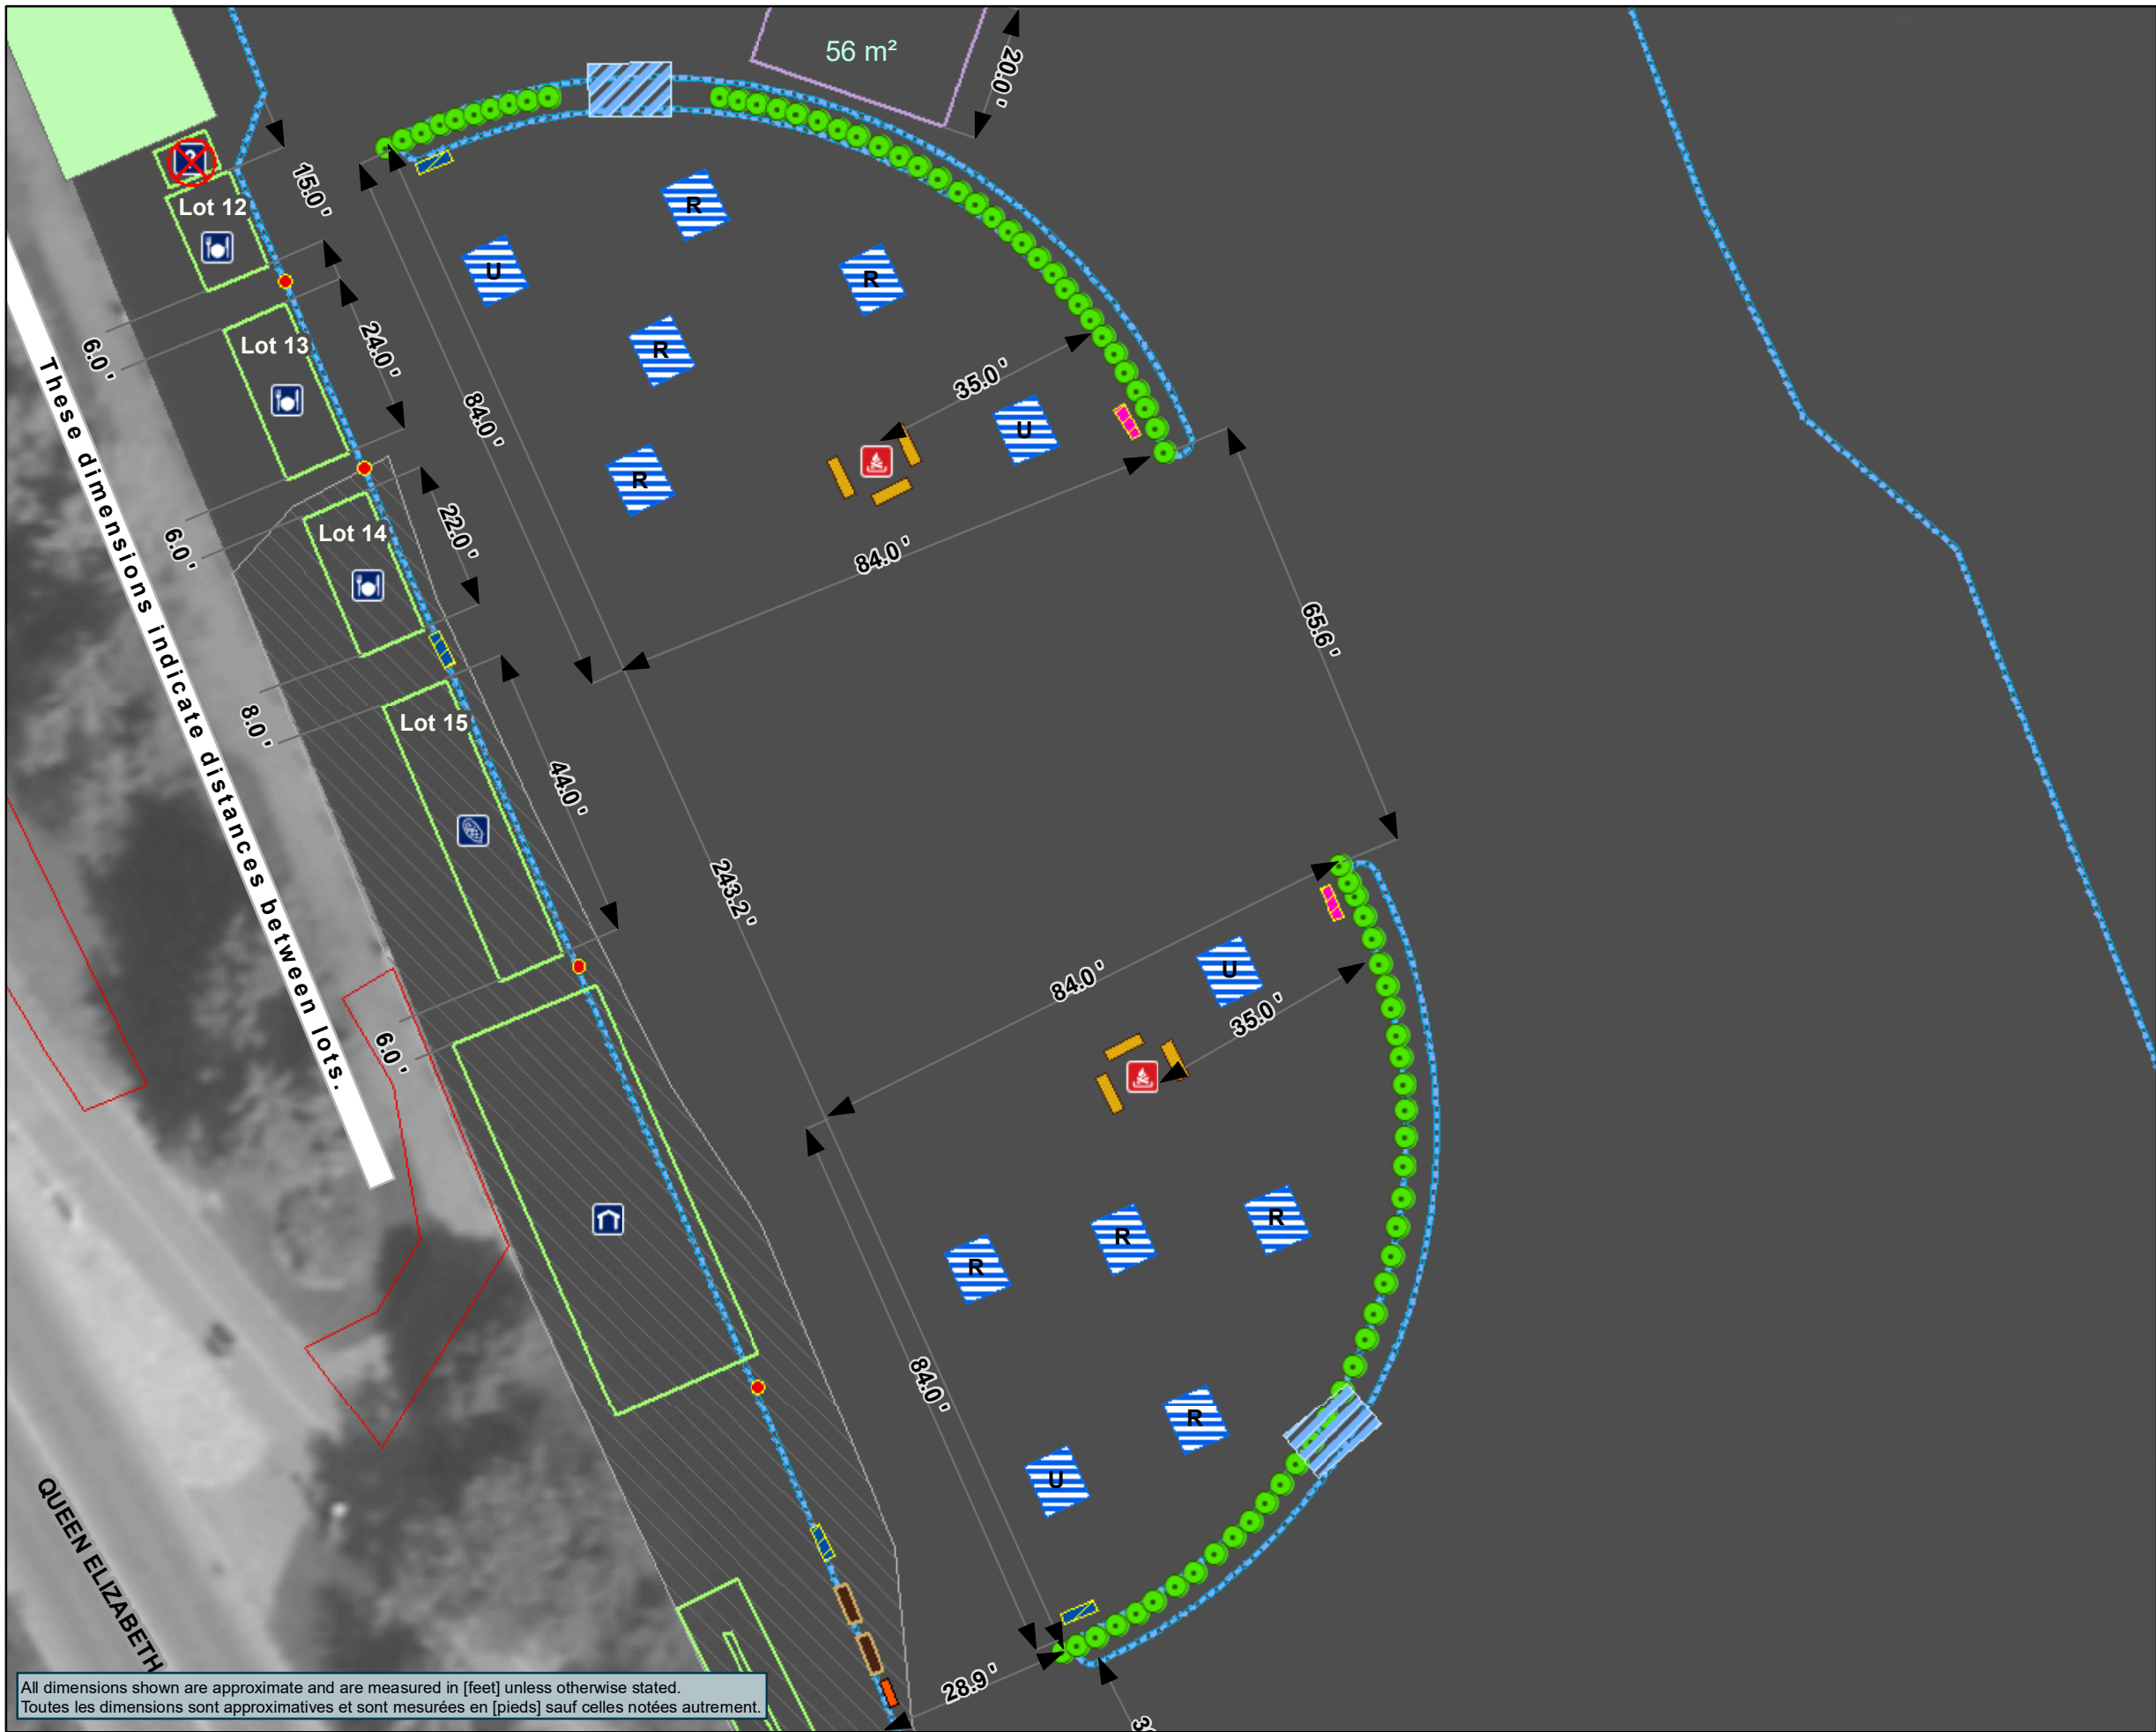 56 m²
20.0 '
?
15.0 '
Lot 12
R
U
R
24.0 '
6.0 '
Lot 13
R
35.0 '
84.0 '
U
R
6.0 '
Lot 14
22.0 '
84.0 '
65.6 '
8.0 '
Lot 15
44.0 '
243.2 '
These dimensions indicate distances between lots.
84.0 '
U
35.0 '
6.0 '
R
R
R
84.0 '
R
U
QUEEN ELIZABETH
28.9 '
All dimensions shown are approximate and are measured in [feet] unless otherwise stated.
Toutes les dimensions sont approximatives et sont mesurées en [pieds] sauf celles notées autrement.